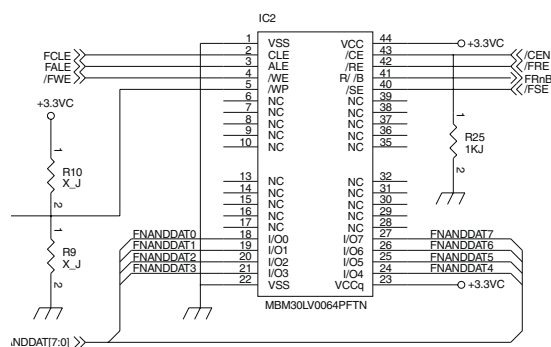 IC2
1 VSS VCC 44 +3.3VC
FCLE 2 CLE /CE 43 /CEN
FALE 3 ALE /RE 42 /FRE
/FWE 4 /WE R/ /B 41 FRnB
5 /WP /SE 40 /FSE
+3.3VC 6 NC NC 39
7 NC NC 38
8 NC NC 37
9 NC NC 36
10 NC NC 35
1 R10 X_J 2
1 R25 1KJ 2
13 NC NC 32
14 NC NC 31
15 NC NC 30
16 NC NC 29
17 NC NC 28
1 R9 X_J 2
FNANDDAT0 18 I/O0 I/O7 27 FNANDDAT7
FNANDDAT1 19 I/O1 I/O6 26 FNANDDAT6
FNANDDAT2 20 I/O2 I/O5 25 FNANDDAT5
FNANDDAT3 21 I/O3 I/O4 24 FNANDDAT4
22 VSS VCCq 23 +3.3VC
MBM30LV0064PFTN
NDDAT[7:0]